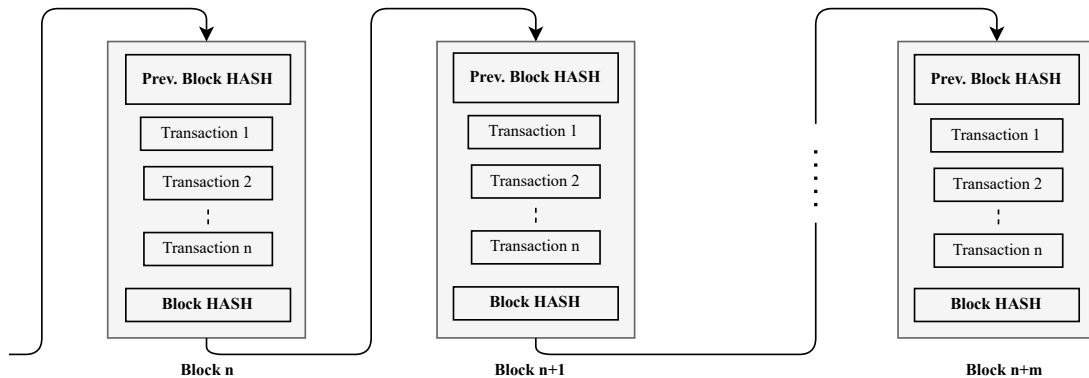 Prev. Block HASH
Transaction 1
Transaction 2
Transaction n
Block HASH
Block n
Prev. Block HASH
Transaction 1
Transaction 2
Transaction n
Block HASH
Block n+1
Prev. Block HASH
Transaction 1
Transaction 2
Transaction n
Block HASH
Block n+m